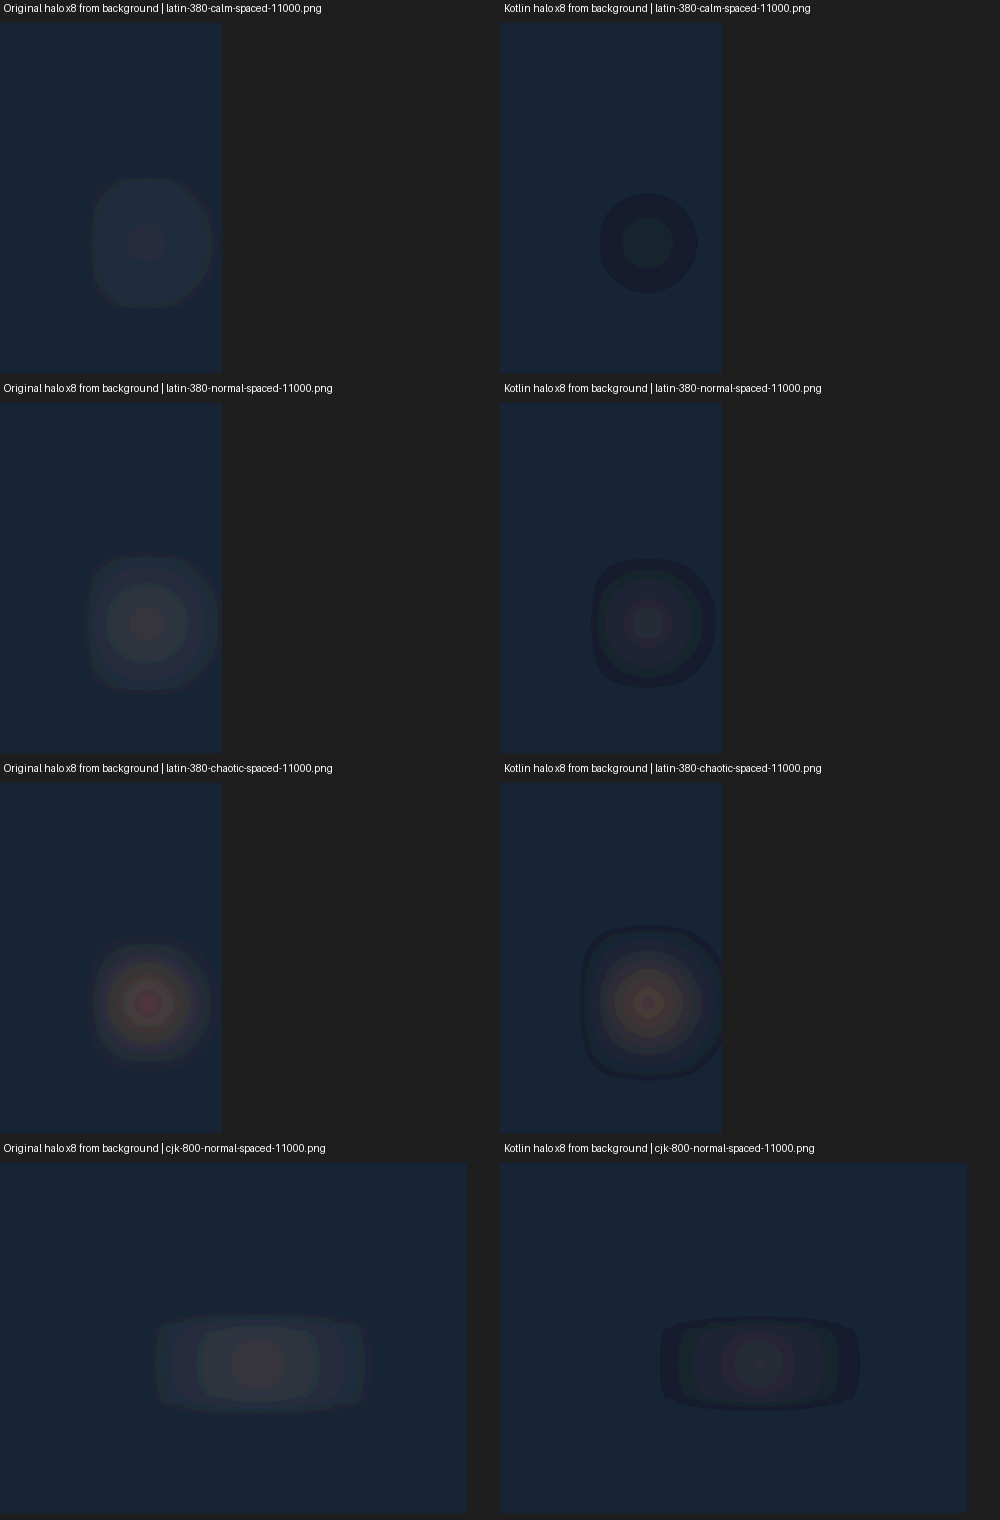 Original halo x8 from background | latin-380-calm-spaced-11000.png
Kotlin halo x8 from background | latin-380-calm-spaced-11000.png
Original halo x8 from background | latin-380-normal-spaced-11000.png
Kotlin halo x8 from background | latin-380-normal-spaced-11000.png
Original halo x8 from background | latin-380-chaotic-spaced-11000.png
Kotlin halo x8 from background | latin-380-chaotic-spaced-11000.png
Original halo x8 from background | cjk-800-normal-spaced-11000.png
Kotlin halo x8 from background | cjk-800-normal-spaced-11000.png